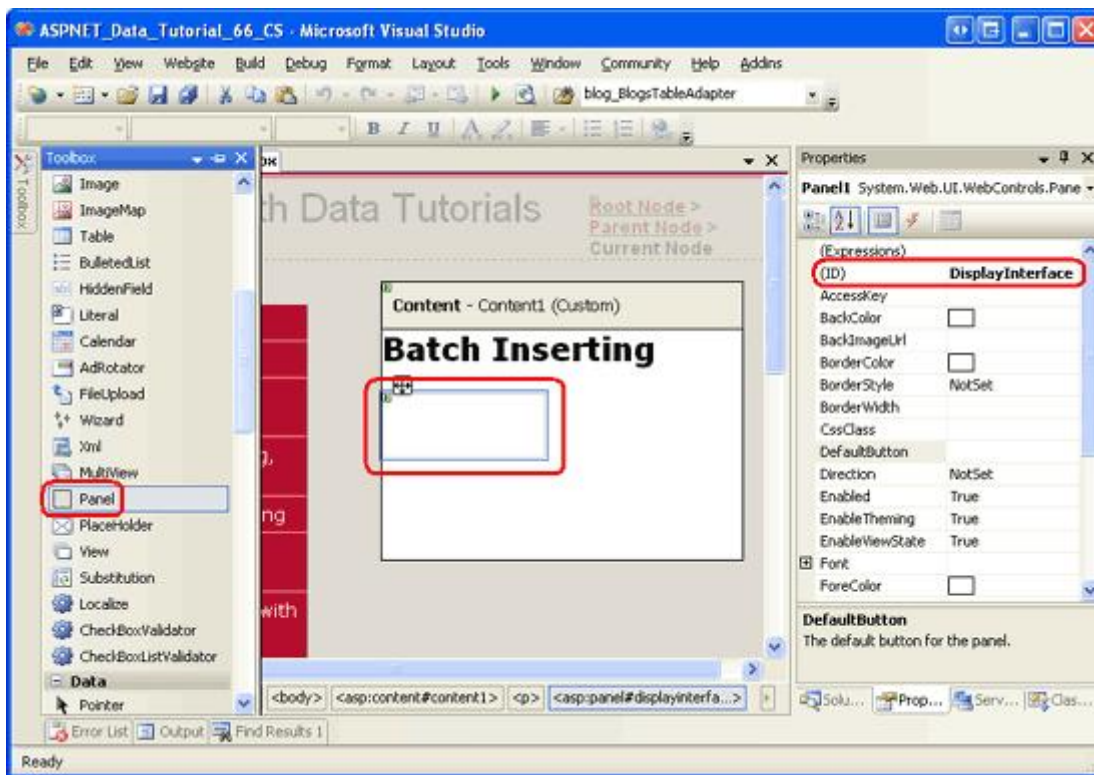 ASPNET_Data_Tutorial_66_CS - Microsoft Visual Studio
File Edit View Website Build Debug Format Layout Tools Window Community Help Addins
blog_BlogsTableAdapter
B I U
Toolbox
Toolbox
Image
ImageMap
Table
BulletedList
HiddenField
Literal
Calendar
AdRotator
FileUpload
Wizard
Xml
MultiView
Panel
PlaceHolder
View
Substitution
Localize
CheckBoxValidator
CheckBoxListValidator
Data
Pointer
th Data Tutorials
Root Node >
Parent Node >
Current Node
Content - Content1 (Custom)
Batch Inserting
ng
with
<body> <asp:content#content1> <p> <asp:panel#displayinterfa...>
Properties
Panel1 System.Web.UI.WebControls.Pane
(Expressions)
(ID) DisplayInterface
AccessKey
BackColor
BackImageUrl
BorderColor
BorderStyle NotSet
BorderWidth
CssClass
DefaultButton
Direction NotSet
Enabled True
EnableTheming True
EnableViewState True
Font
ForeColor
DefaultButton
The default button for the panel.
Solu... Prop... Serv... Clas...
Error List Output Find Results 1
Ready